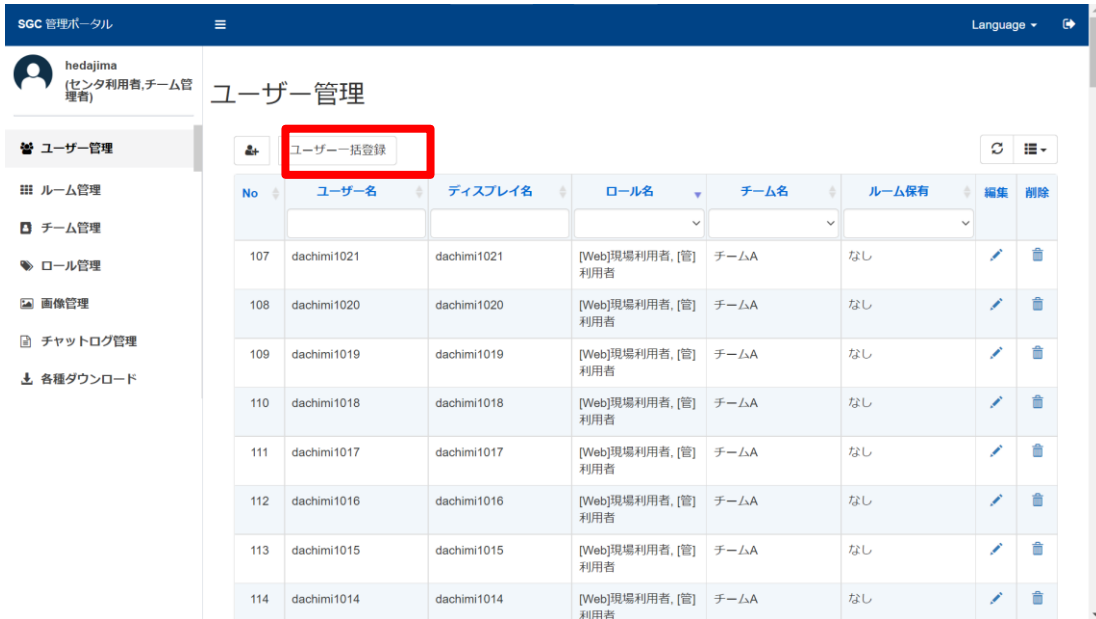 SGC 管理ポータル
Language
hedajima
(センタ利用者,チーム管
理者)
ユーザー管理
ユーザー管理
ルーム管理
チーム管理
ロール管理
画像管理
チャットログ管理
各種ダウンロード
ユーザー一括登録
No ユーザー名 ディスプレイ名 ロール名 チーム名 ルーム保有 編集 削除
107 dachimi1021 dachimi1021 [Web]現場利用者, [管] チームA なし
利用者
108 dachimi1020 dachimi1020 [Web]現場利用者, [管] チームA なし
利用者
109 dachimi1019 dachimi1019 [Web]現場利用者, [管] チームA なし
利用者
110 dachimi1018 dachimi1018 [Web]現場利用者, [管] チームA なし
利用者
111 dachimi1017 dachimi1017 [Web]現場利用者, [管] チームA なし
利用者
112 dachimi1016 dachimi1016 [Web]現場利用者, [管] チームA なし
利用者
113 dachimi1015 dachimi1015 [Web]現場利用者, [管] チームA なし
利用者
114 dachimi1014 dachimi1014 [Web]現場利用者, [管] チームA なし
利用者